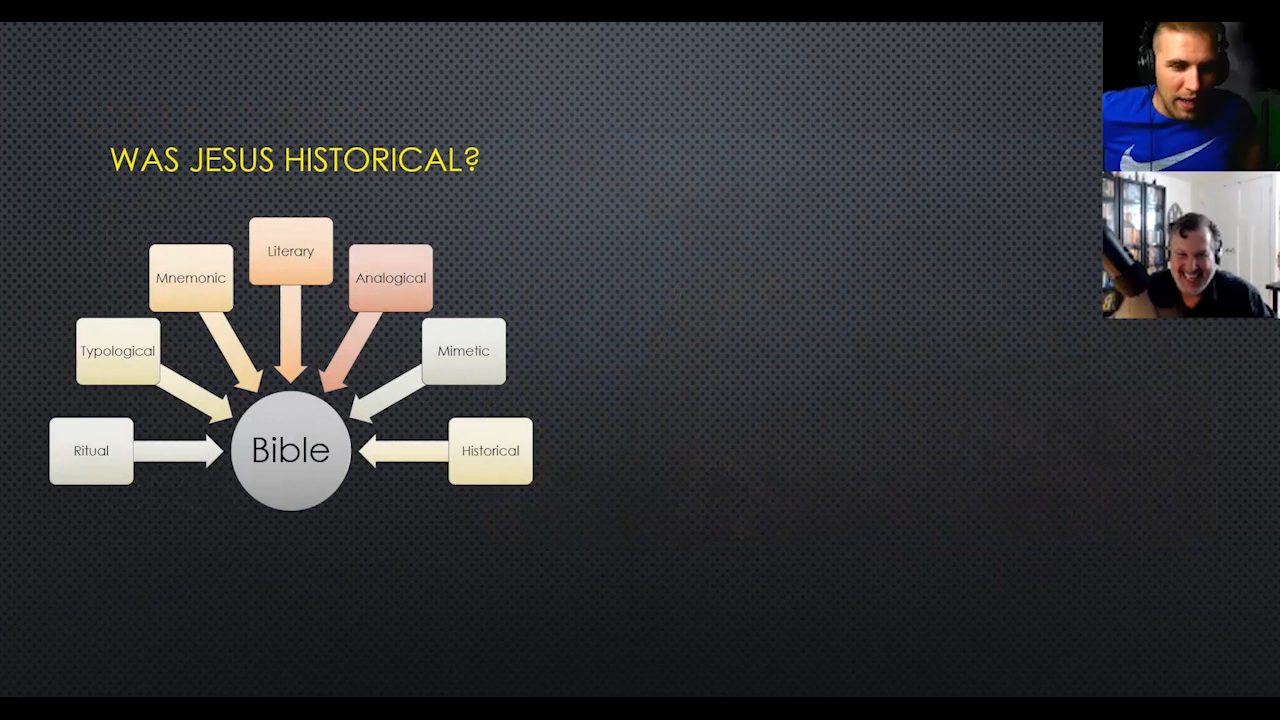 WAS JESUS HISTORICAL?
Literary
Mnemonic
Analogical
Typological
Mimetic
Ritual
Bible
Historical